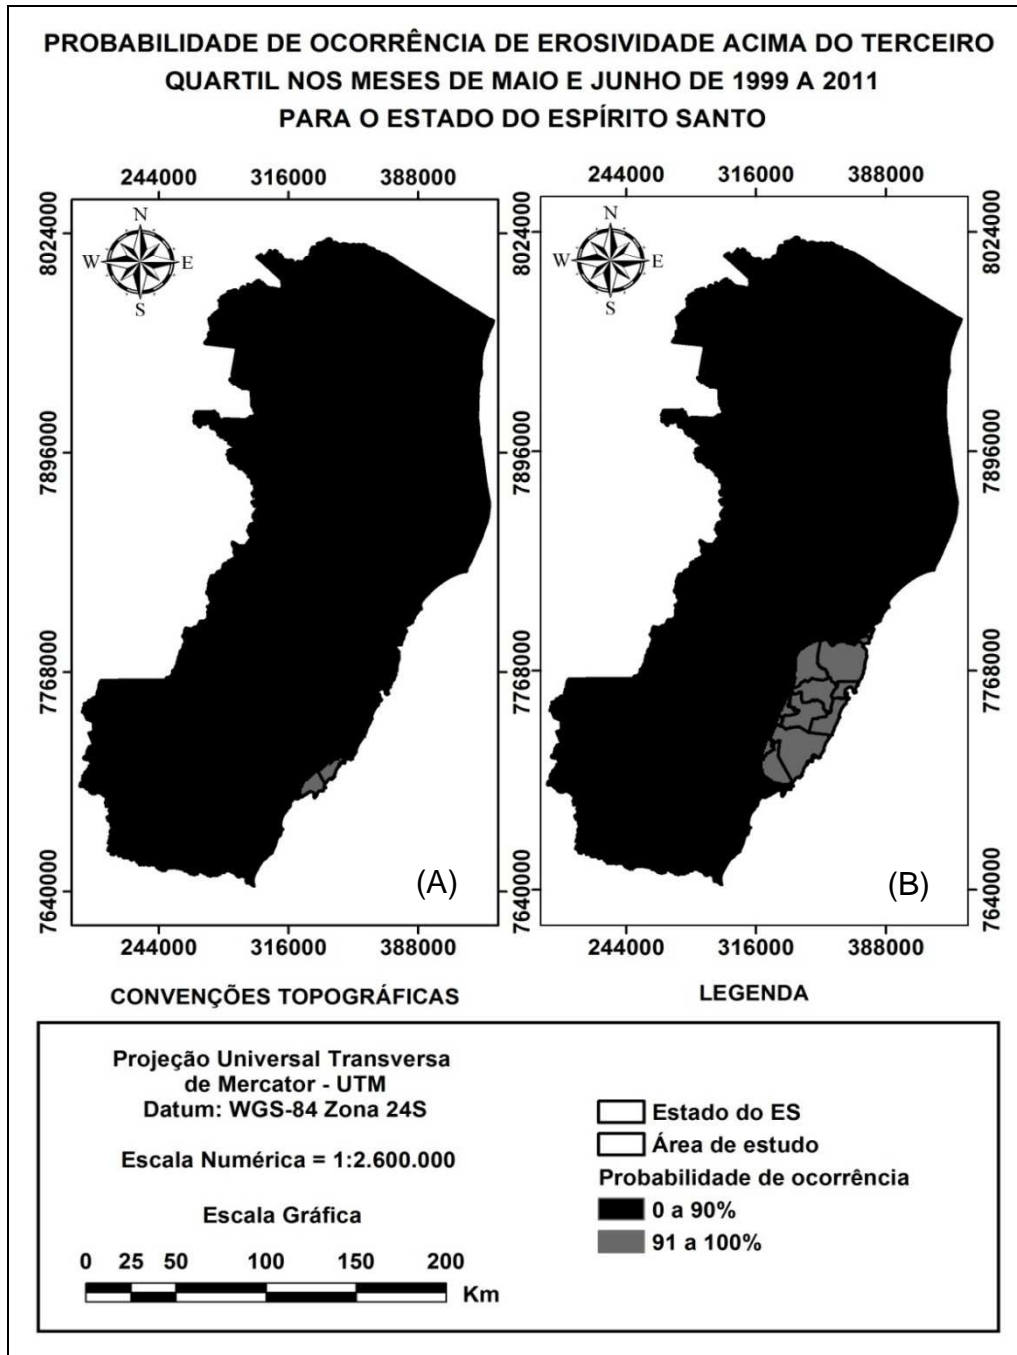 PROBABILIDADE DE OCORRÊNCIA DE EROSIVIDADE ACIMA DO TERCEIRO
QUARTIL NOS MESES DE MAIO E JUNHO DE 1999 A 2011
PARA O ESTADO DO ESPÍRITO SANTO
244000 316000 388000
244000 316000 388000
N
W E
S
N
W E
S
8024000
7896000
7768000
7640000
8024000
7896000
7768000
7640000
8024000
7896000
7768000
7640000
(A)
(B)
244000 316000 388000
244000 316000 388000
CONVENÇÕES TOPOGRÁFICAS
LEGENDA
Projeção Universal Transversa
de Mercator - UTM
Datum: WGS-84 Zona 24S
Escala Numérica = 1:2.600.000
Escala Gráfica
0 25 50 100 150 200
Km
Estado do ES
Área de estudo
Probabilidade de ocorrência
0 a 90%
91 a 100%